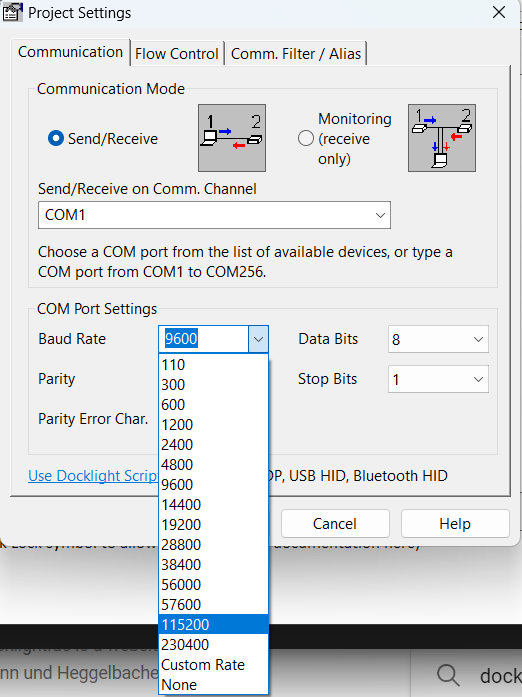 Project Settings
Communication
Flow Control
Comm. Filter / Alias
Communication Mode
Send/Receive
1 2
Monitoring
(receive
only)
1 2
Send/Receive on Comm. Channel
COM1
Choose a COM port from the list of available devices, or type a
COM port from COM1 to COM256.
COM Port Settings
Baud Rate
9600
Data Bits
8
Parity
Stop Bits
1
Parity Error Char.
110
300
600
1200
2400
4800
9600
14400
19200
28800
38400
56000
57600
115200
230400
Custom Rate
None
Use Docklight Scrip
P, USB HID, Bluetooth HID
Cancel
Help
symbol to allow
documentation here)
nn und Heggelbache
dock